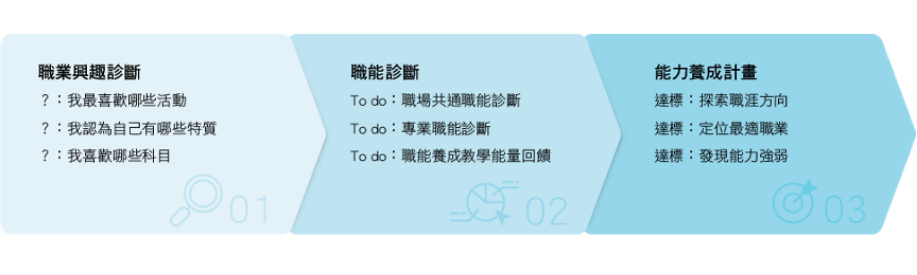 職業興趣診斷
？：我最喜歡哪些活動
？：我認為自己有哪些特質
？：我喜歡哪些科目
01
職能診斷
To do：職場共通職能診斷
To do：專業職能診斷
To do：職能養成教學能量回饋
02
能力養成計畫
達標：探索職涯方向
達標：定位最適職業
達標：發現能力強弱
03